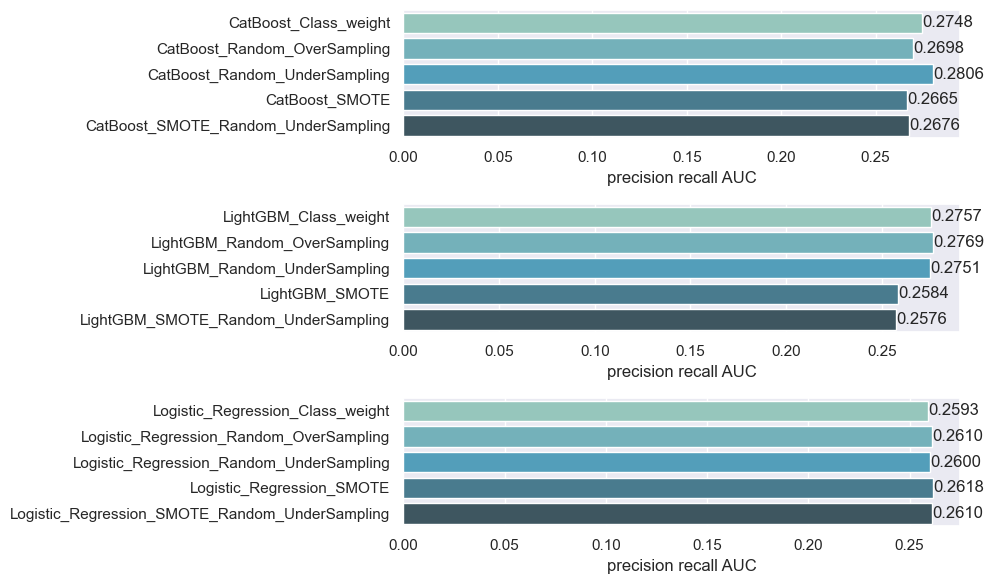 CatBoost_Class_weight 0.2748
CatBoost_Random_OverSampling 0.2698
CatBoost_Random_UnderSampling 0.2806
CatBoost_SMOTE 0.2665
CatBoost_SMOTE_Random_UnderSampling 0.2676
0.00 0.05 0.10 0.15 0.20 0.25
precision recall AUC
LightGBM_Class_weight 0.2757
LightGBM_Random_OverSampling 0.2769
LightGBM_Random_UnderSampling 0.2751
LightGBM_SMOTE 0.2584
LightGBM_SMOTE_Random_UnderSampling 0.2576
0.00 0.05 0.10 0.15 0.20 0.25
precision recall AUC
Logistic_Regression_Class_weight 0.2593
Logistic_Regression_Random_OverSampling 0.2610
Logistic_Regression_Random_UnderSampling 0.2600
Logistic_Regression_SMOTE 0.2618
Logistic_Regression_SMOTE_Random_UnderSampling 0.2610
0.00 0.05 0.10 0.15 0.20 0.25
precision recall AUC